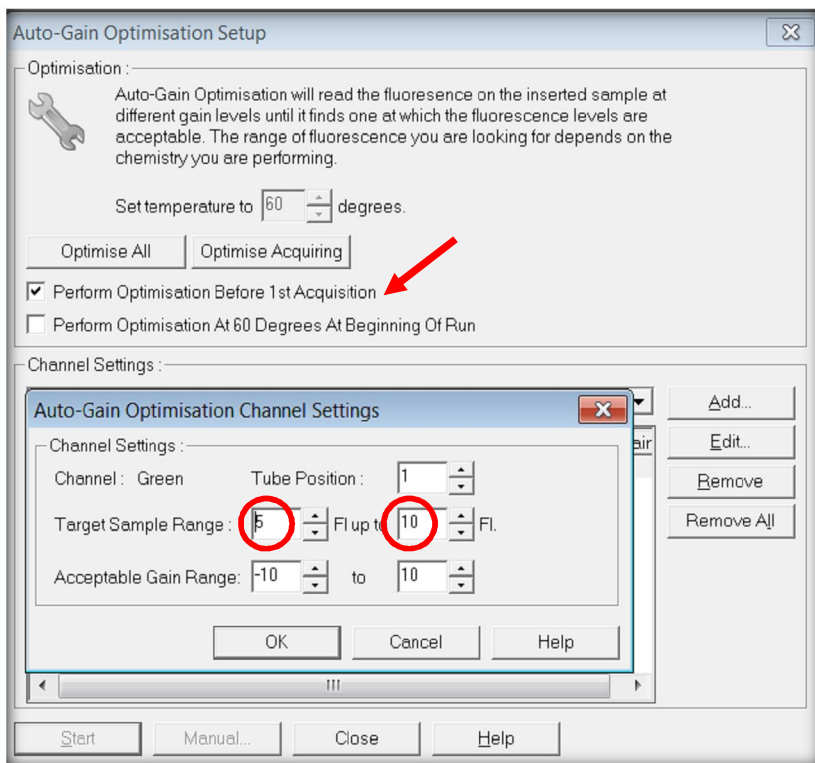 Auto-Gain Optimisation Setup
Optimisation :
Auto-Gain Optimisation will read the fluoresence on the inserted sample at
different gain levels until it finds one at which the fluorescence levels are
acceptable. The range of fluorescence you are looking for depends on the
chemistry you are performing.
Set temperature to 60 degrees.
Optimise All Optimise Acquiring
Perform Optimisation Before 1st Acquisition
Perform Optimisation At 60 Degrees At Beginning Of Run
Channel Settings :
Add...
Edit...
Remove
Remove All
Auto-Gain Optimisation Channel Settings
Channel Settings :
Channel : Green Tube Position : 1
Target Sample Range : 5 Fl up to 10 Fl.
Acceptable Gain Range: -10 to 10
OK Cancel Help
Start Manual... Close Help